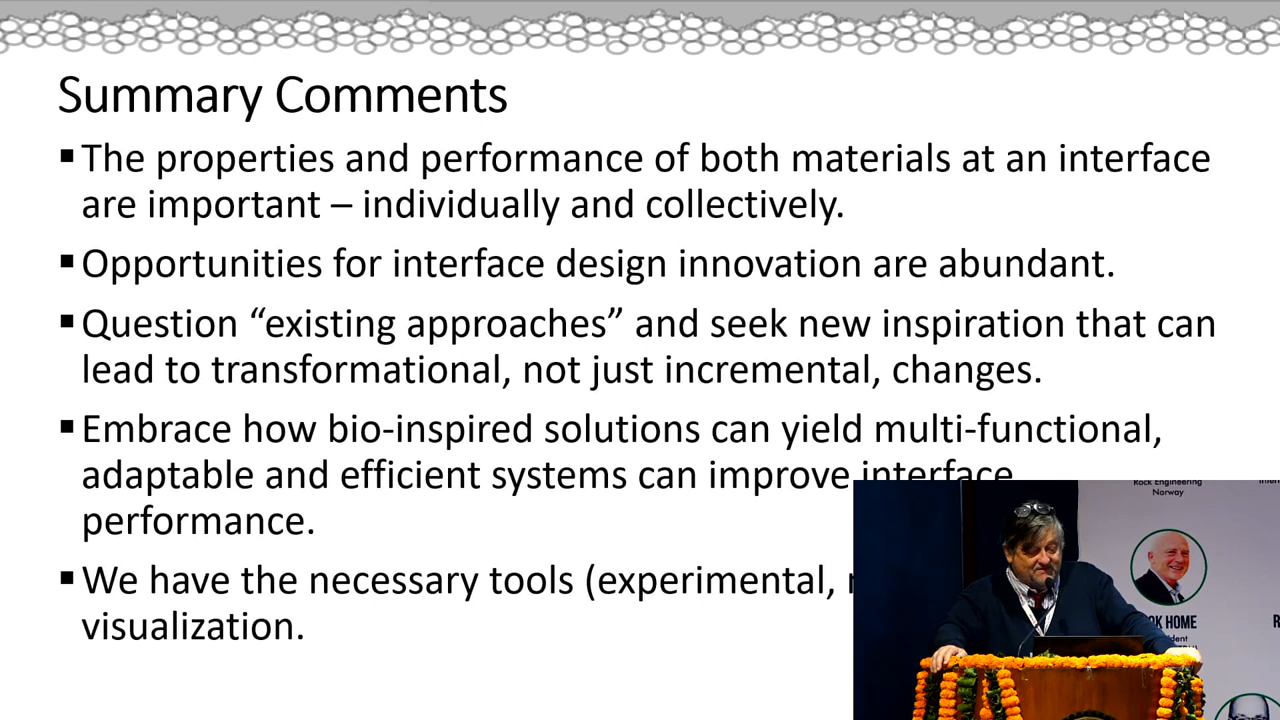 Summary Comments
▪ The properties and performance of both materials at an interface
are important – individually and collectively.
▪ Opportunities for interface design innovation are abundant.
▪ Question “existing approaches” and seek new inspiration that can
lead to transformational, not just incremental, changes.
▪ Embrace how bio-inspired solutions can yield multi-functional,
adaptable and efficient systems can improve interface
performance.
▪ We have the necessary tools (experimental,
visualization.
Rock Engineering
Norway
HOME